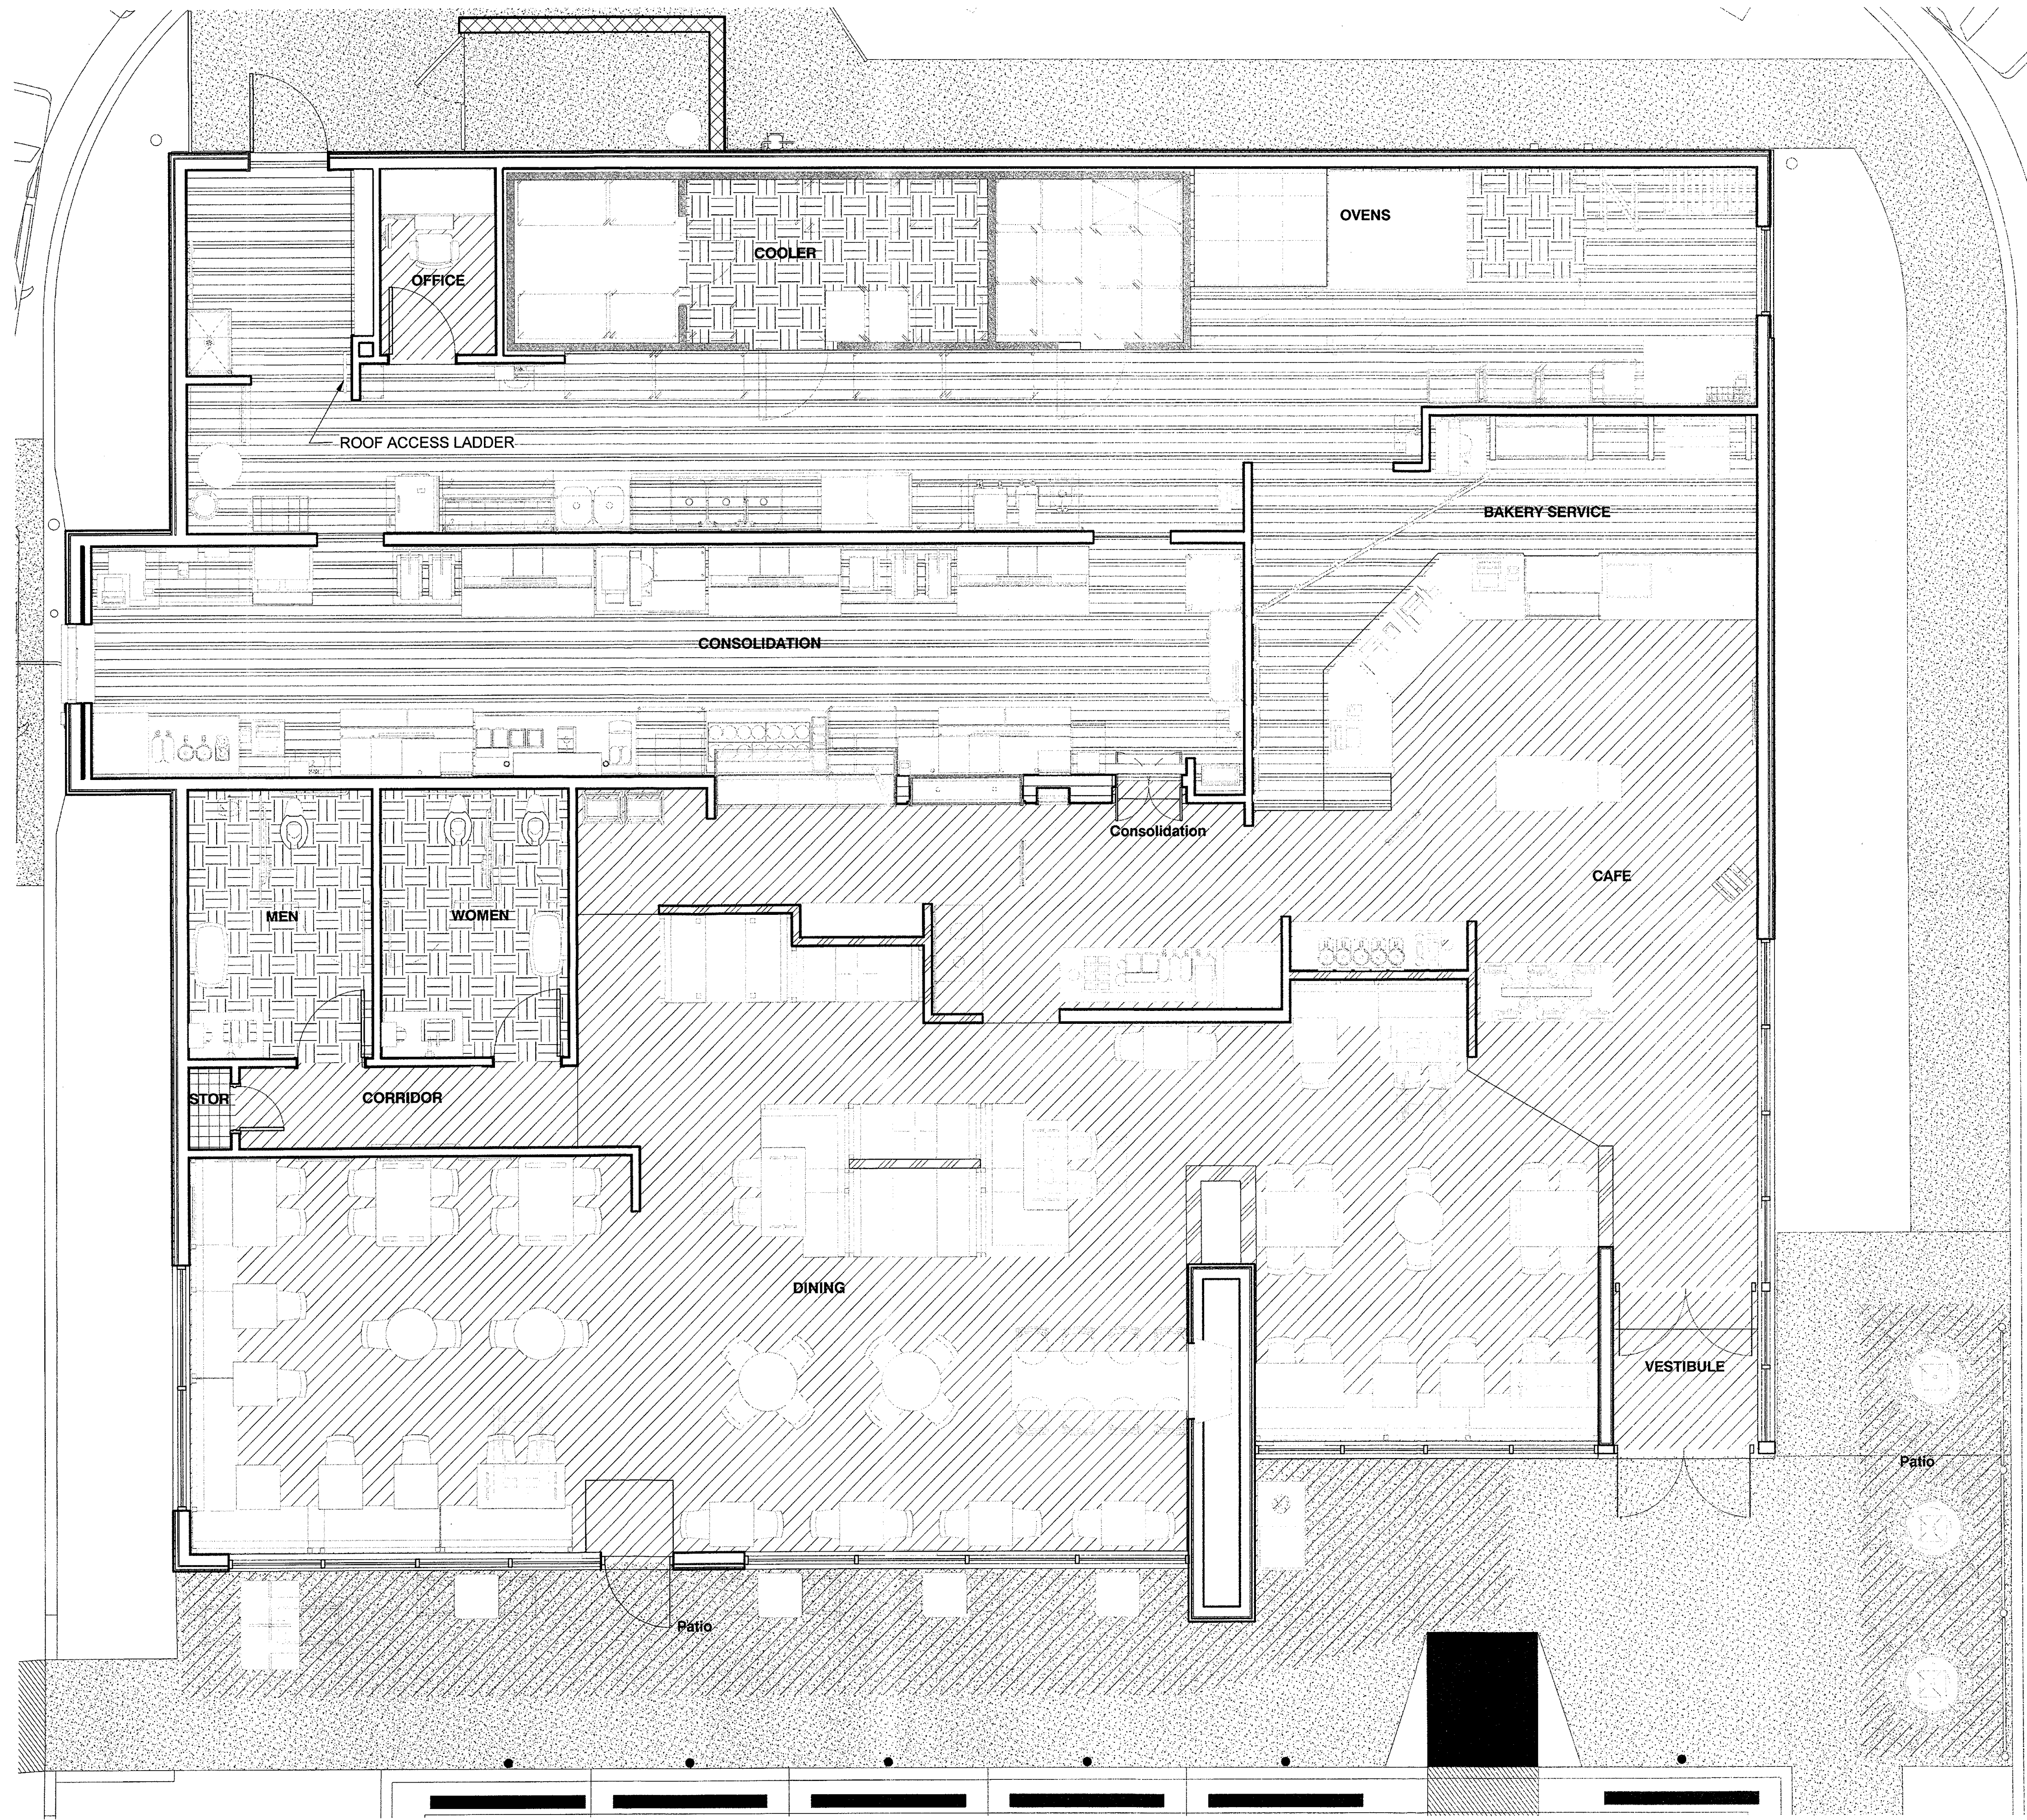 OVENS
COOLER
OFFICE
ROOF ACCESS LADDER
BAKERY SERVICE
CONSOLIDATION
Consolidation
CAFE
MEN
WOMEN
STOR
CORRIDOR
DINING
VESTIBULE
Patio
Patio